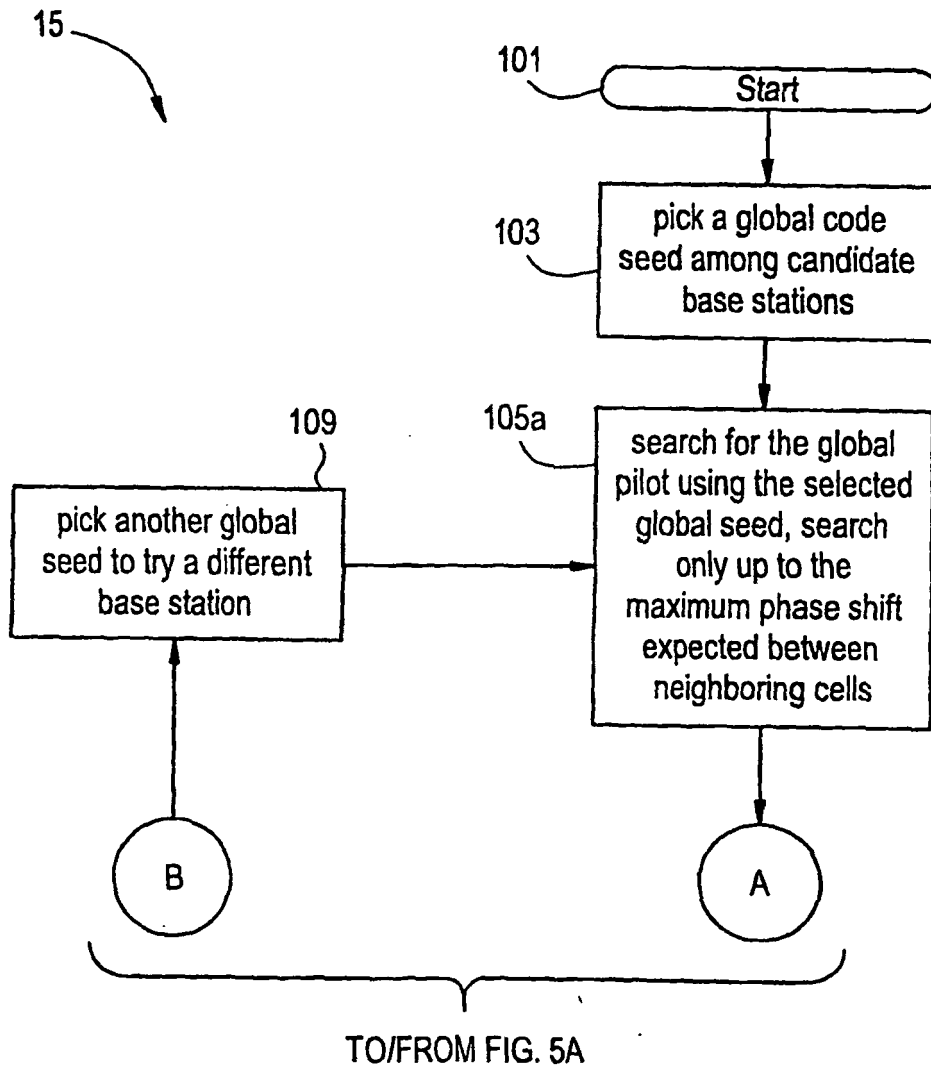 15
101
Start
103
pick a global code
seed among candidate
base stations
109
pick another global
seed to try a different
base station
105a
search for the global
pilot using the selected
global seed, search
only up to the
maximum phase shift
expected between
neighboring cells
B
A
TO/FROM FIG. 5A